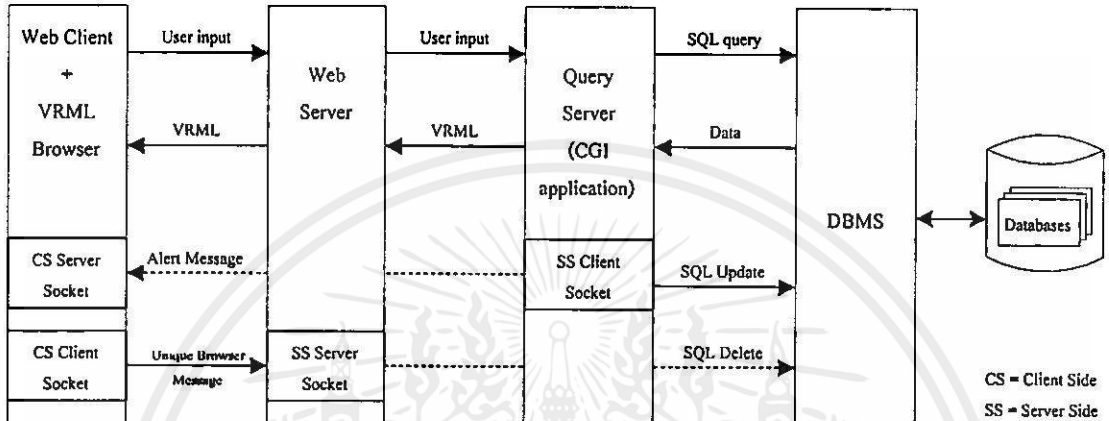 Web Client
+
VRML
Browser
User input
Web
Server
User input
Query
Server
(CGI
application)
SQL query
DBMS
VRML
VRML
Data
Databases
CS Server
Socket
Alert Message
SS Client
Socket
SQL Update
CS Client
Socket
Unique Browser
Message
SS Server
Socket
SQL Delete
CS = Client Side
SS = Server Side